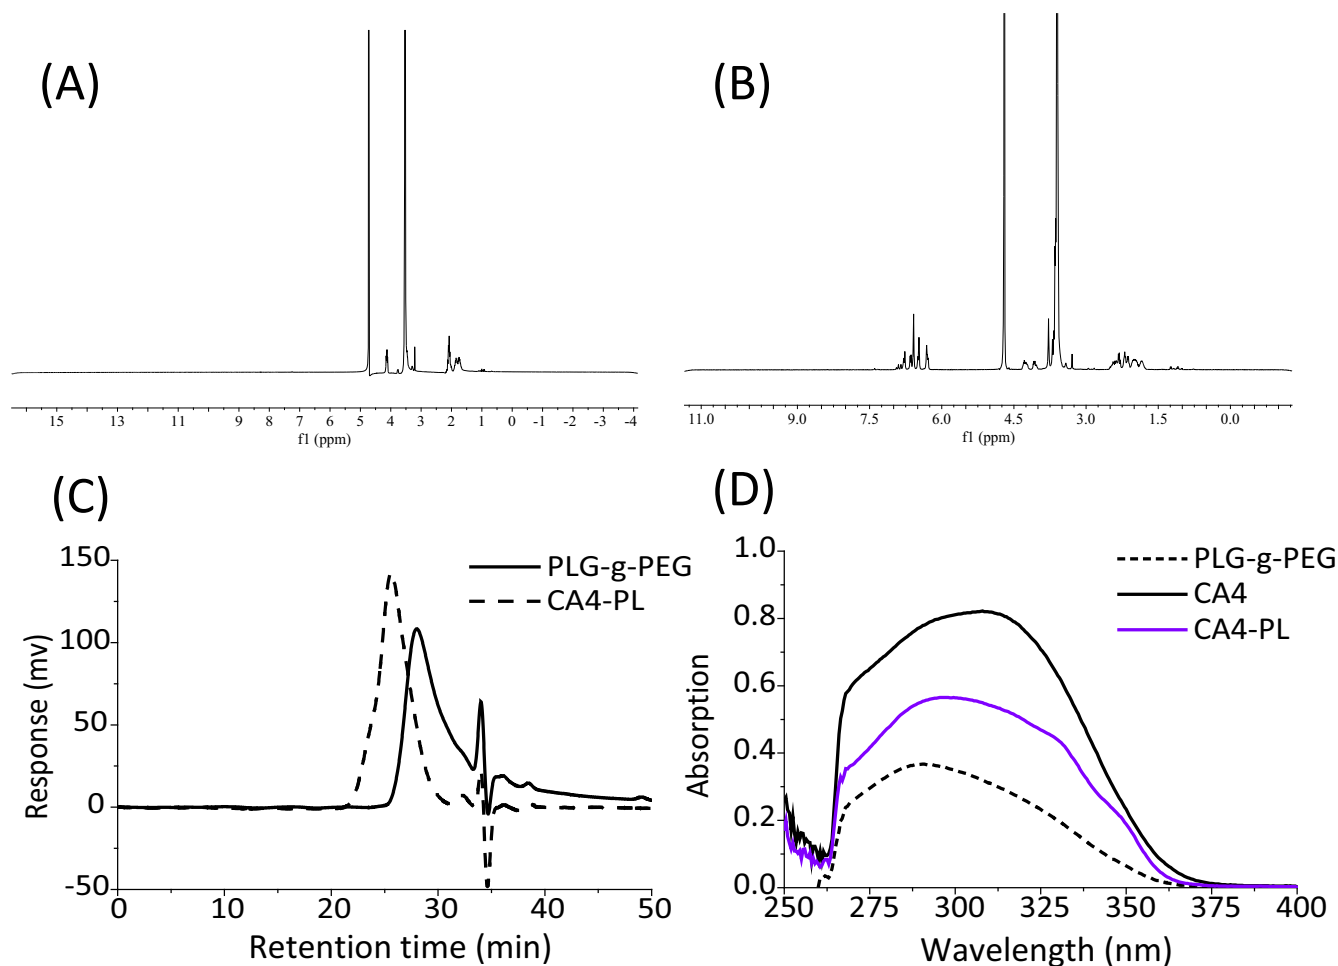 (A)
(B)
15 13 11 9 8 7 6 5 4 3 2 1 0 -1 -2 -3 -4
f1 (ppm)
11.0 9.0 7.5 6.0 4.5 3.0 1.5 0.0
f1 (ppm)
(C)
150
100
50
0
-50
Response (mv)
PLG-g-PEG
CA4-PL
0 10 20 30 40 50
Retention time (min)
(D)
1.0
0.8
0.6
0.4
0.2
0.0
Absorption
PLG-g-PEG
CA4
CA4-PL
250 275 300 325 350 375 400
Wavelength (nm)